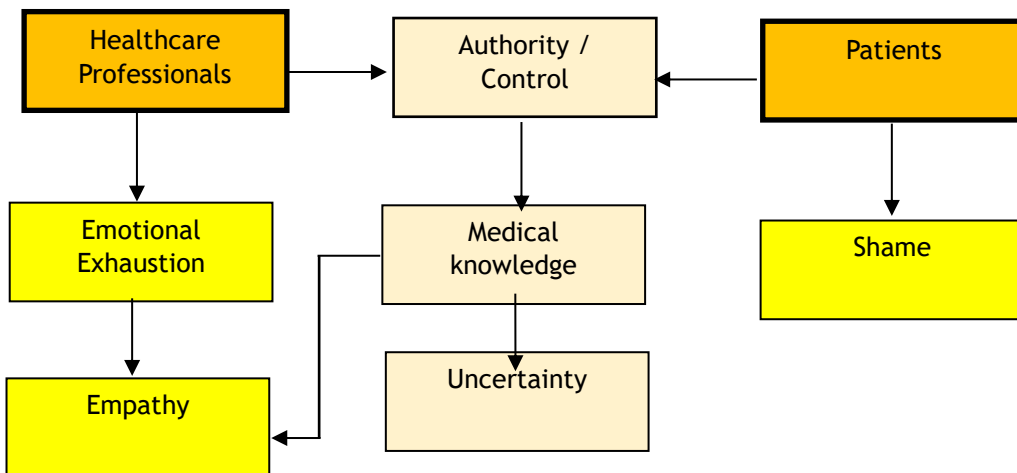 Healthcare
Professionals
Authority /
Control
Patients
Emotional
Exhaustion
Medical
knowledge
Shame
Empathy
Uncertainty